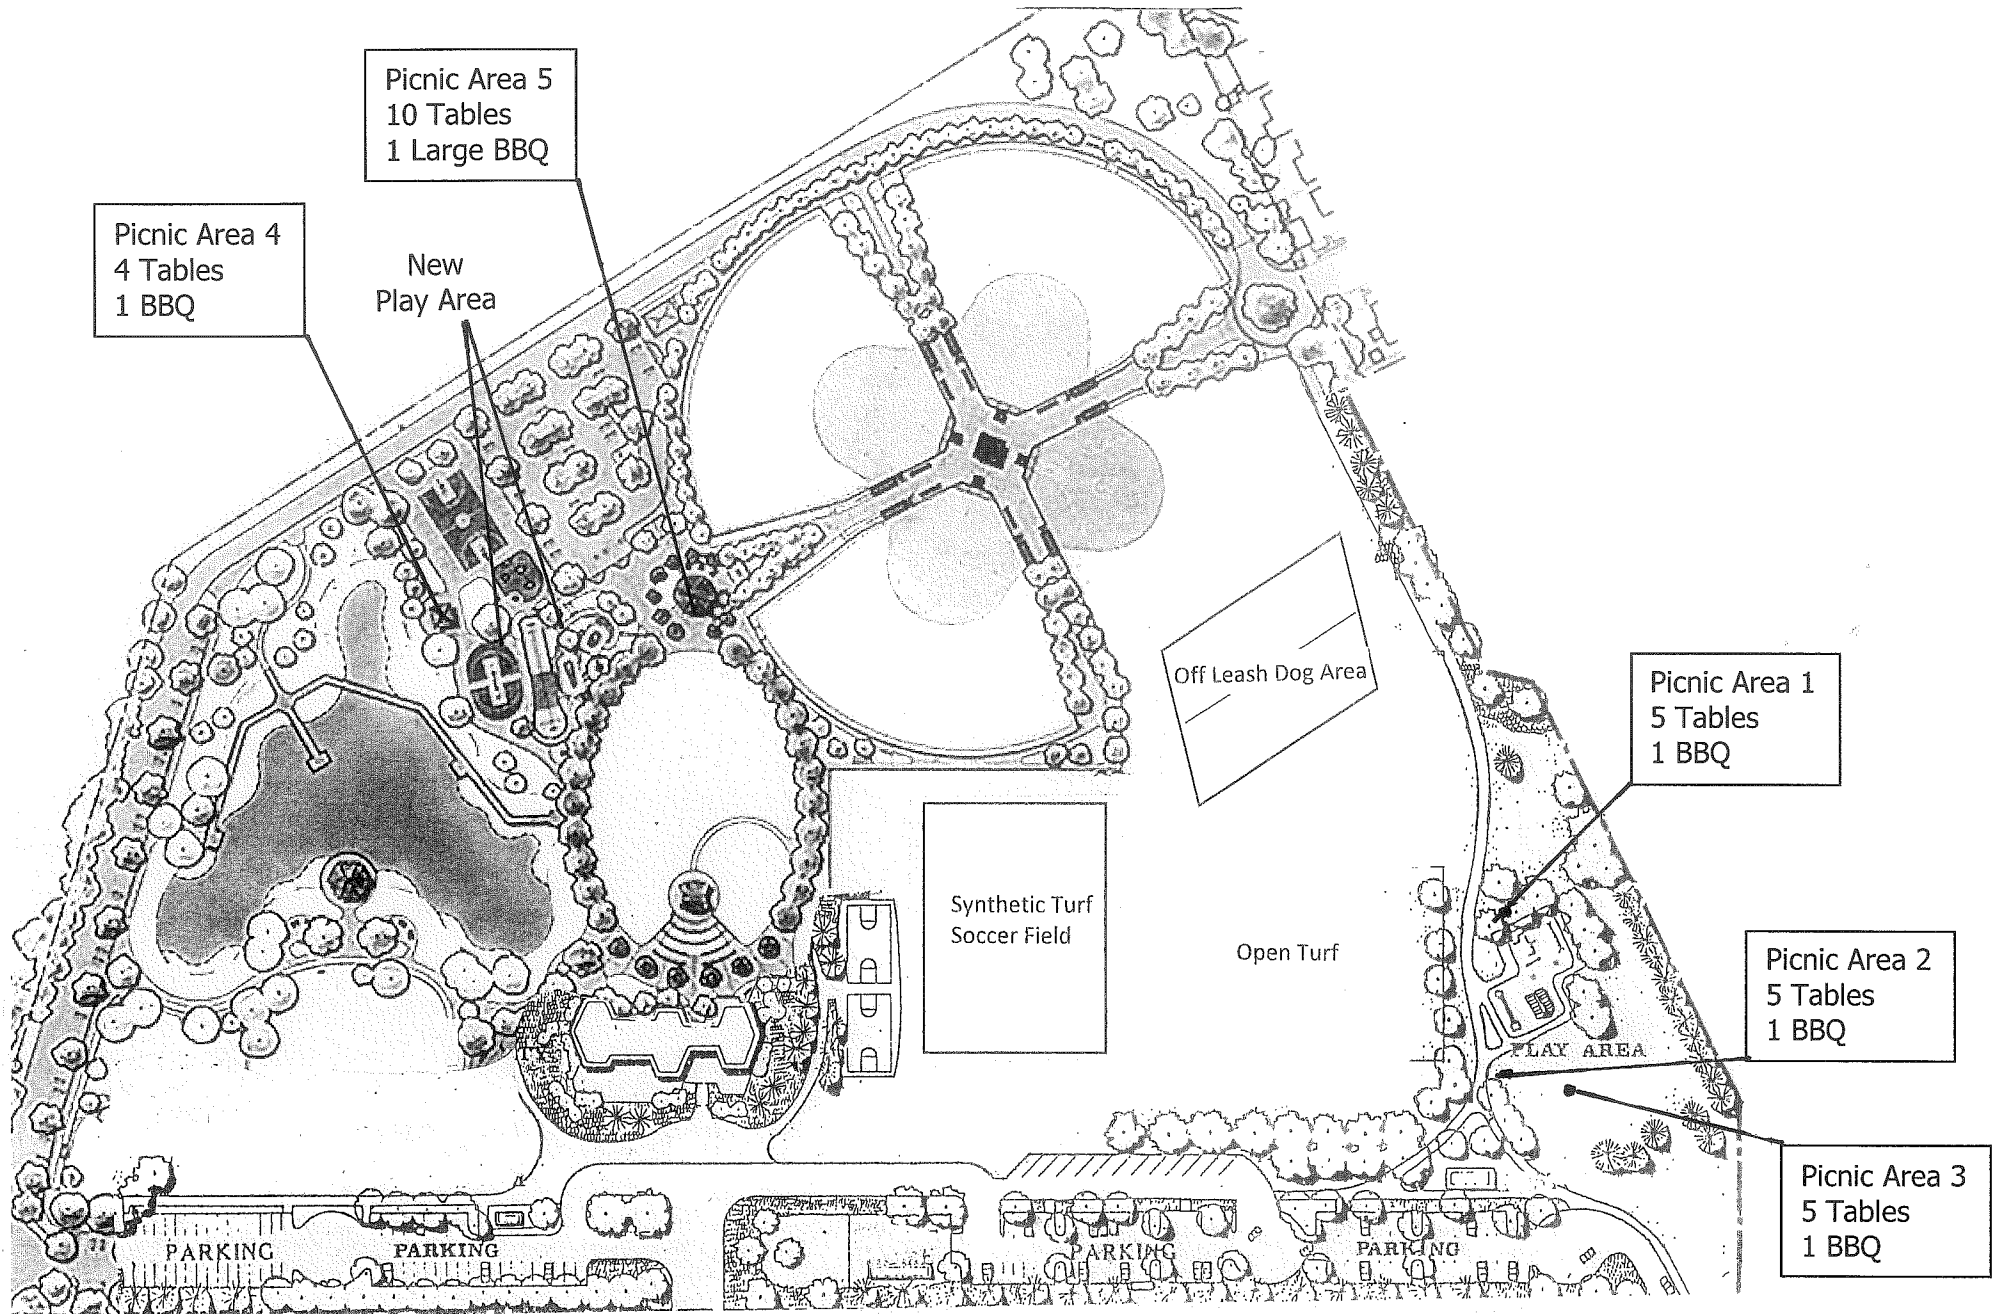 Picnic Area 5
10 Tables
1 Large BBQ
Picnic Area 4
4 Tables
1 BBQ
New
Play Area
Off Leash Dog Area
Picnic Area 1
5 Tables
1 BBQ
Synthetic Turf
Soccer Field
Open Turf
Picnic Area 2
5 Tables
1 BBQ
PLAY AREA
Picnic Area 3
5 Tables
1 BBQ
PARKING
PARKING
PARKING
PARKING